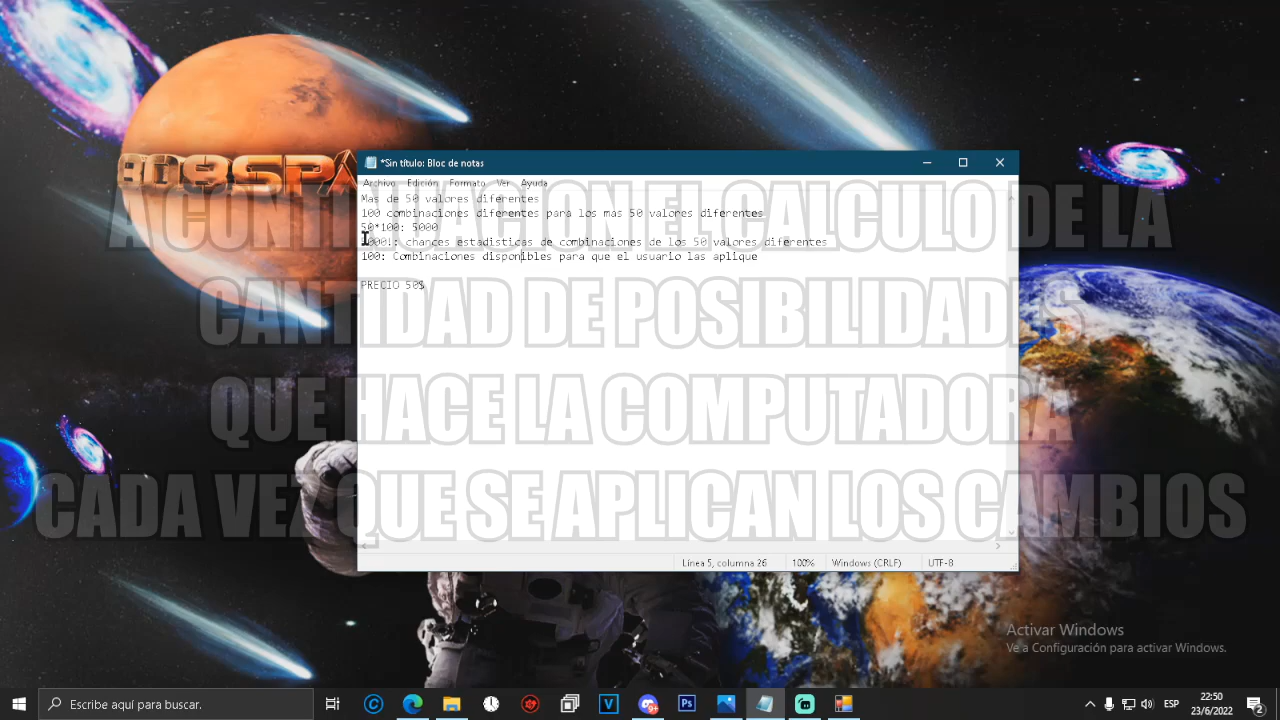 808SPA
*Sin título: Bloc de notas
Archivo Edición Formato Ver Ayuda
Mas de 50 valores diferentes
100 combinaciones diferentes para los mas 50 valores diferentes
50*100: 5000
chances estadisticas de combinaciones de los 50 valores diferentes
100: Combinaciones disponibles para que el usuario las aplique
PRECIO 50$
A CONTINUACION EL CALCULO DE LA
CANTIDAD DE POSIBILIDADES
QUE HACE LA COMPUTADORA
CADA VEZ QUE SE APLICAN LOS CAMBIOS
Línea 5, columna 26 100% Windows (CRLF) UTF-8
Activar Windows
Ve a Configuración para activar Windows.
Escribe aquí para buscar.
V
Ps
ESP
22:50
23/6/2022
2